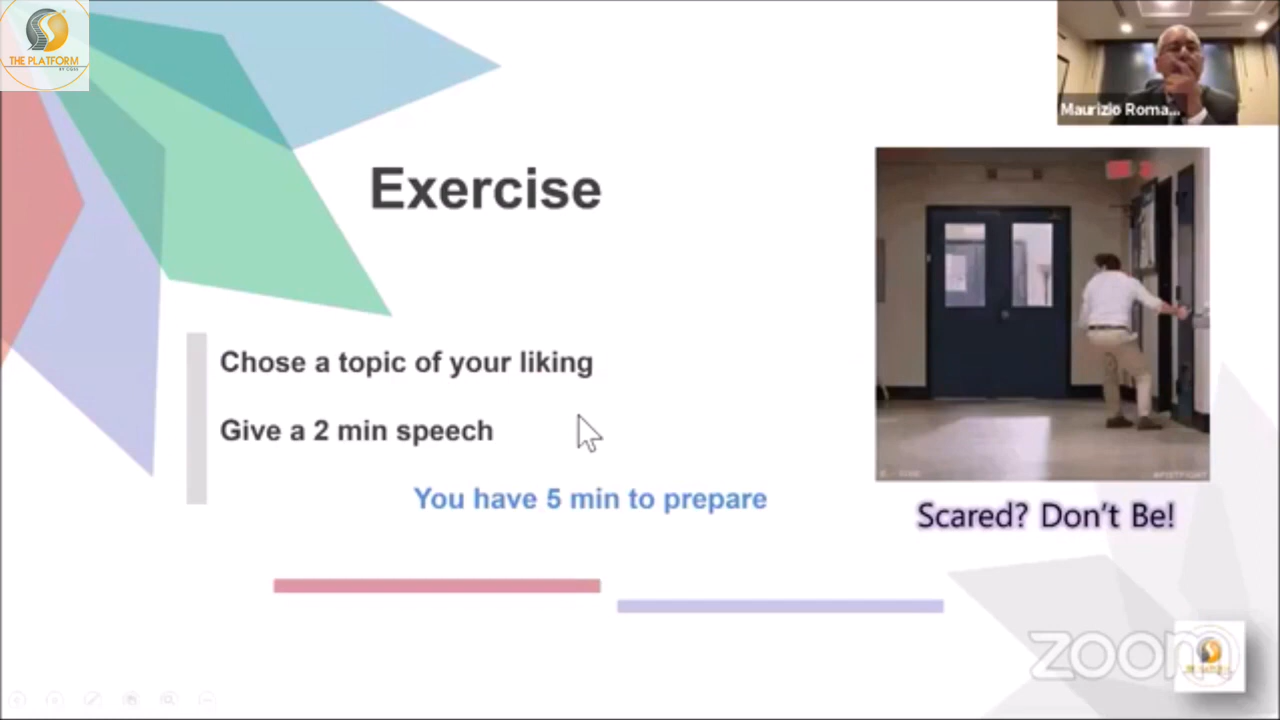 THE PLATFORM
Maurizio Roma...
Exercise
Chose a topic of your liking
Give a 2 min speech
You have 5 min to prepare
Scared? Don't Be!
zoom